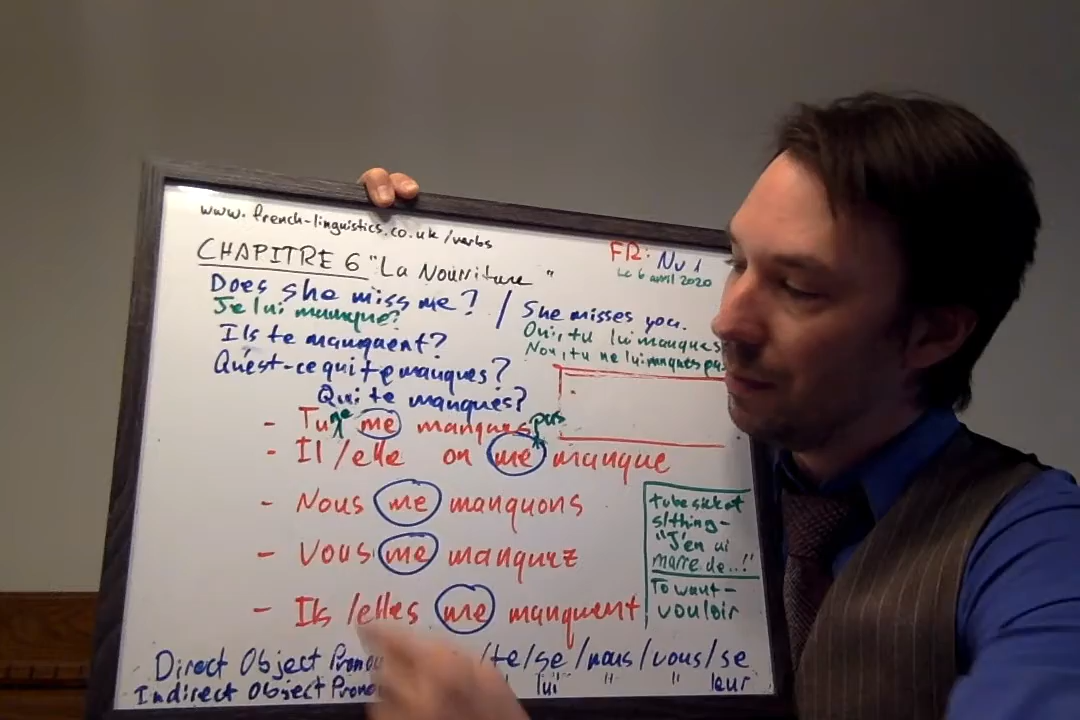 www.french-linguistics.co.uk/verbs
CHAPITRE 6 "La Nourriture"
FR: Nv 1
Le 6 avril 2020
Does she miss me? / She misses you.
Je lui manque?
Oui, tu lui manques
Non, tu ne lui manques pas
Ils te manquent?
Qu'est-ce qui te manques?
Qui te manques?
- Tu ne me manques pas
- Il/elle on me manque
- Nous me manquons
- Vous me manquez
- Ils/elles me manquent
to be sick of
s/thing-
"J'en ai
marre de..!"
To want-
vouloir
Direct Object /te/se/nous/vous/se
Indirect Object lui " " leur